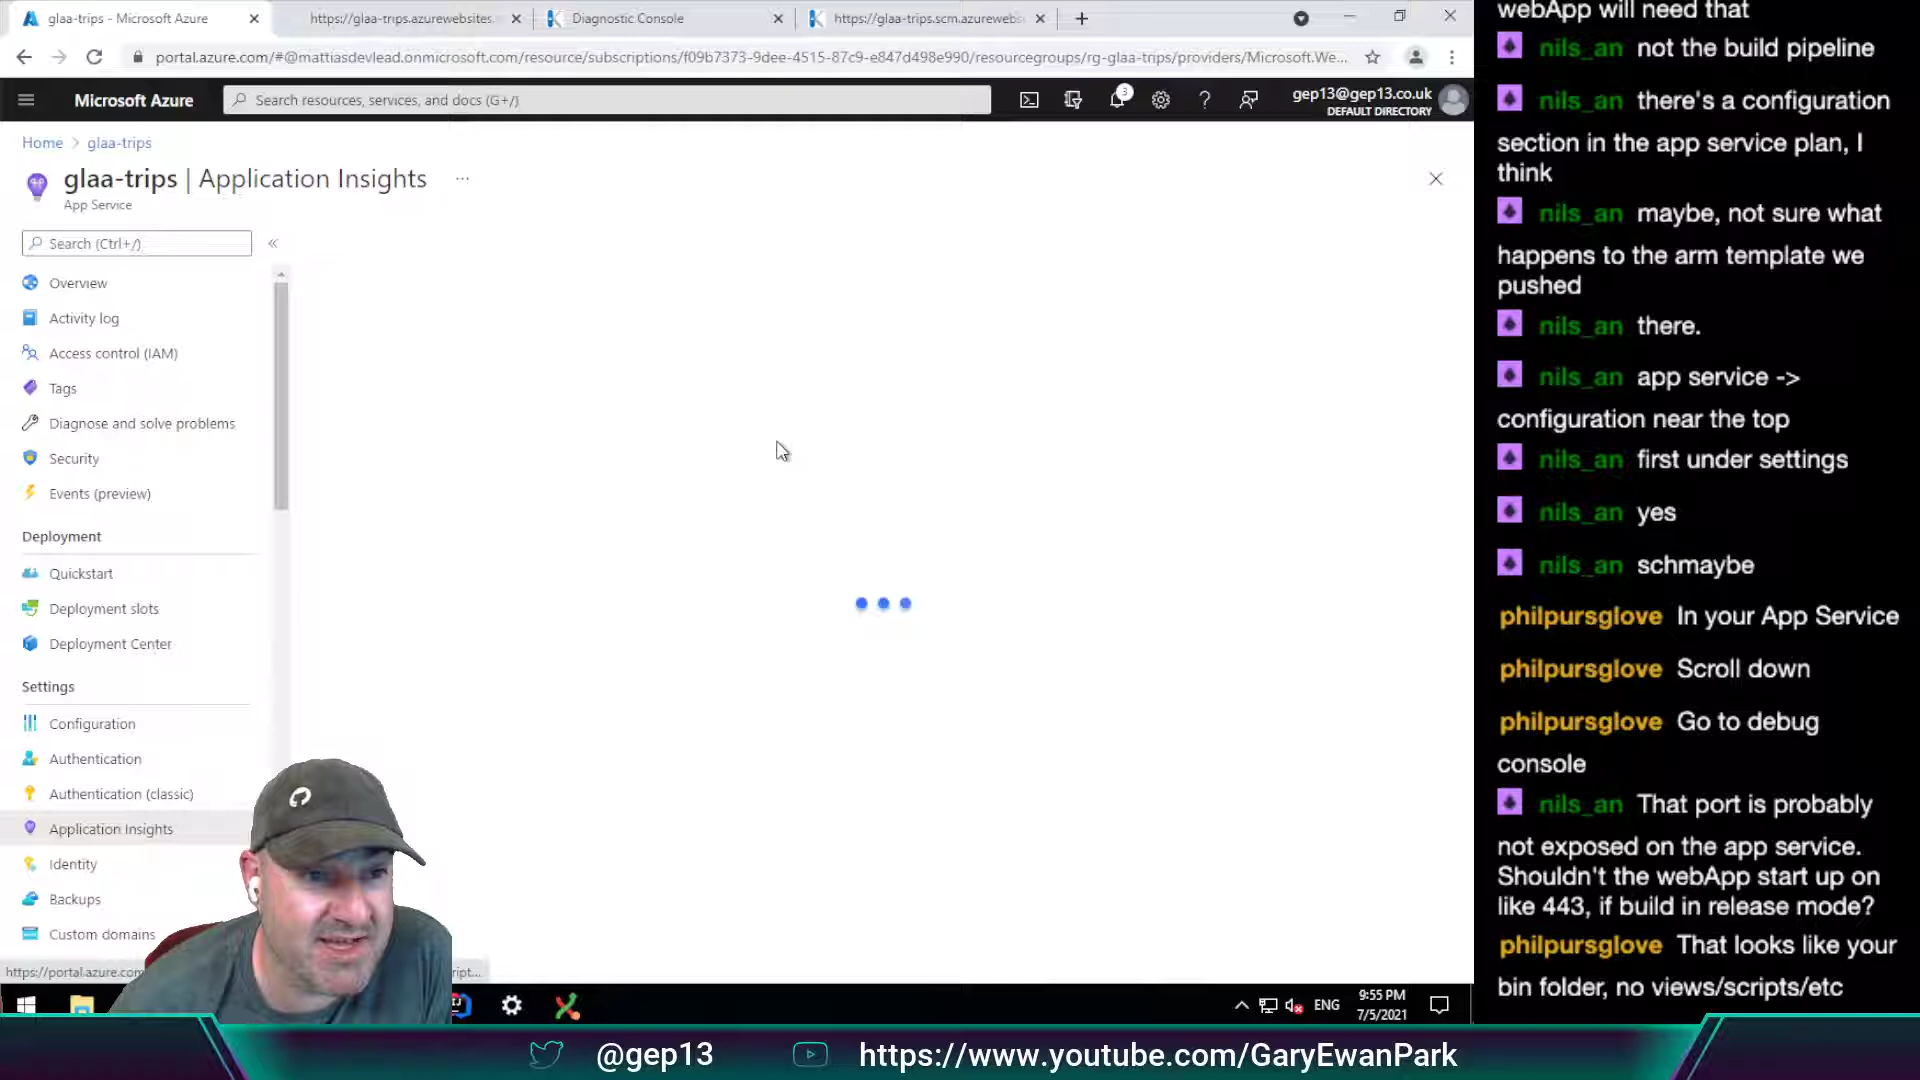 glaa-trips - Microsoft Azure
https://glaa-trips.azurewebsites.
Diagnostic Console
https://glaa-trips.scm.azurewebs
portal.azure.com/#@mattiasdevlead.onmicrosoft.com/resource/subscriptions/f09b7373-9dee-4515-87c9-e847d498e990/resourcegroups/rg-glaa-trips/providers/Microsoft.We...
Microsoft Azure
Search resources, services, and docs (G+/)
3
gep13@gep13.co.uk
DEFAULT DIRECTORY
Home > glaa-trips
glaa-trips | Application Insights ...
App Service
Search (Ctrl+/)
Overview
Activity log
Access control (IAM)
Tags
Diagnose and solve problems
Security
Events (preview)
Deployment
Quickstart
Deployment slots
Deployment Center
Settings
Configuration
Authentication
Authentication (classic)
Application Insights
Identity
Backups
Custom domains
https://portal.azure.com
ript...
ENG
9:55 PM
7/5/2021
webApp will need that
nils_an not the build pipeline
nils_an there's a configuration
section in the app service plan, I
think
nils_an maybe, not sure what
happens to the arm template we
pushed
nils_an there.
nils_an app service ->
configuration near the top
nils_an first under settings
nils_an yes
nils_an schmaybe
philpursglove In your App Service
philpursglove Scroll down
philpursglove Go to debug
console
nils_an That port is probably
not exposed on the app service.
Shouldn't the webApp start up on
like 443, if build in release mode?
philpursglove That looks like your
bin folder, no views/scripts/etc
@gep13
https://www.youtube.com/GaryEwanPark